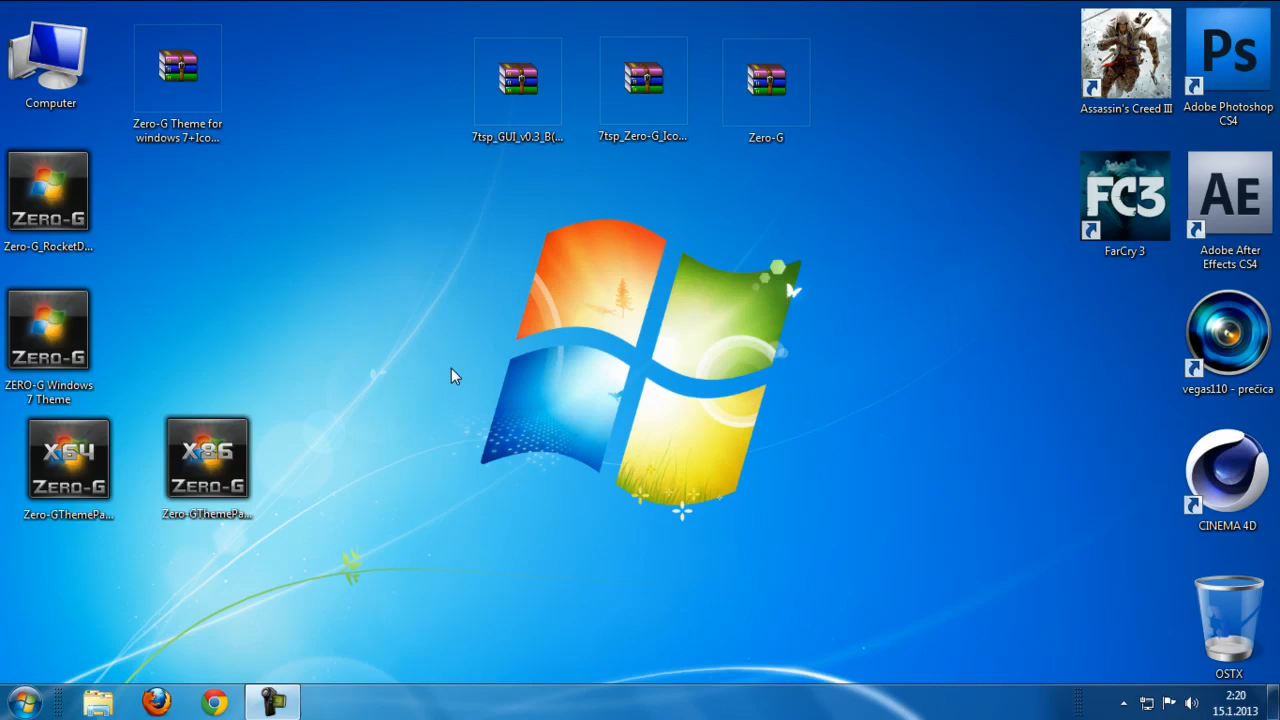 Computer
Zero-G Theme for
windows 7+Ico...
7tsp_GUI_v0.3_B(...
7tsp_Zero-G_Ico...
Zero-G
Assassin's Creed III
Ps
Adobe Photoshop
CS4
ZERO-G
Zero-G_RocketD...
FC3
FarCry 3
AE
Adobe After
Effects CS4
ZERO-G
ZERO-G Windows
7 Theme
vegas110 - prečica
X64
ZERO-G
Zero-GThemePa...
X86
ZERO-G
Zero-GThemePa...
CINEMA 4D
OSTX
2:20
15.1.2013